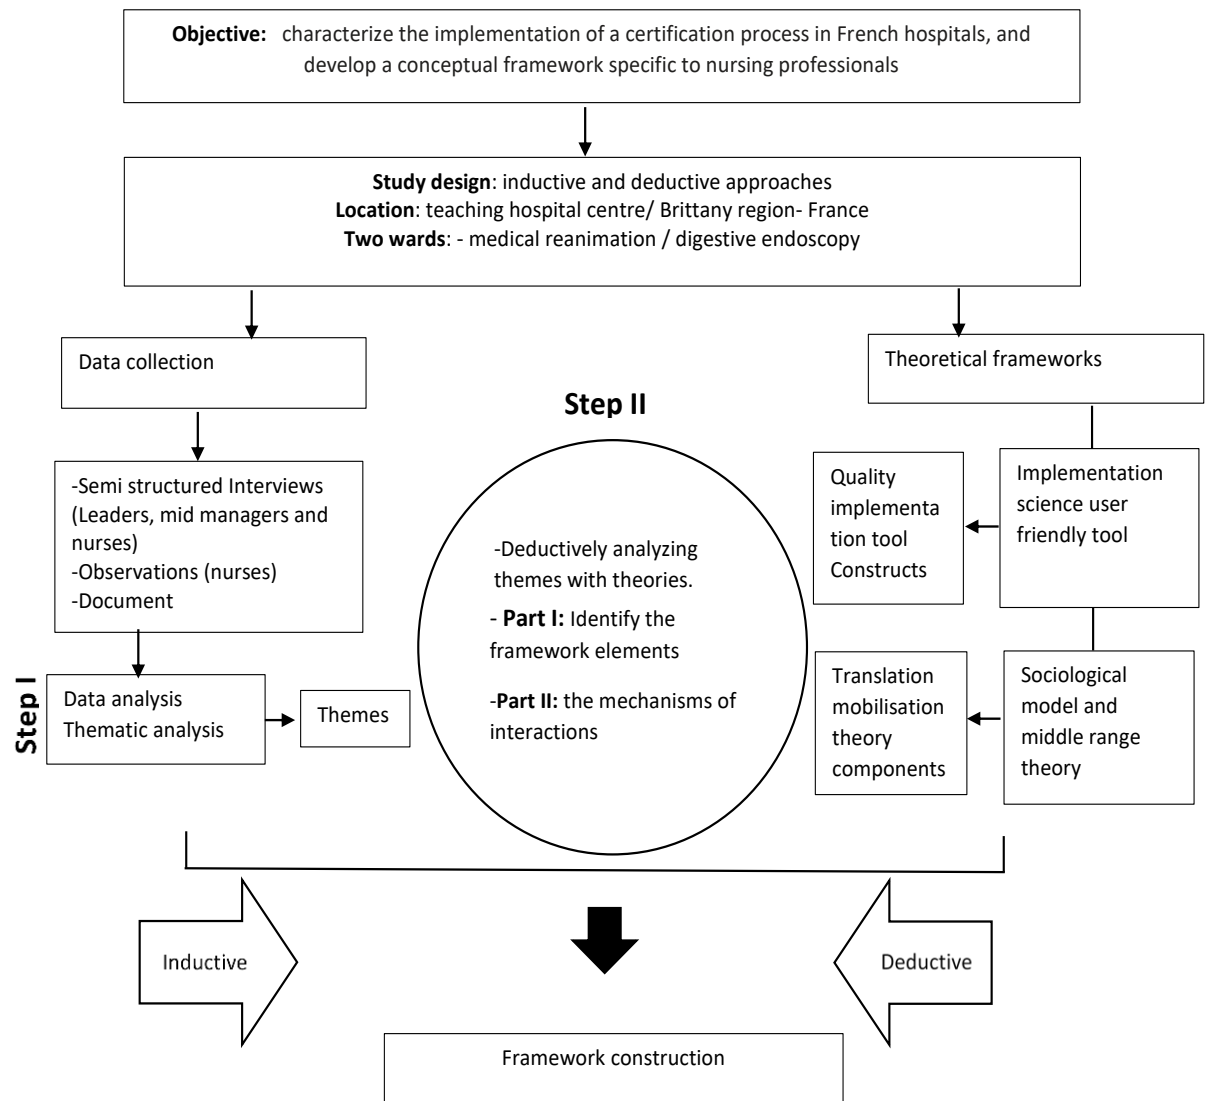 Objective: characterize the implementation of a certification process in French hospitals, and
develop a conceptual framework specific to nursing professionals
Study design: inductive and deductive approaches
Location: teaching hospital centre/ Brittany region- France
Two wards: - medical reanimation / digestive endoscopy
Data collection
Theoretical frameworks
-Semi structured Interviews
(Leaders, mid managers and
nurses)
-Observations (nurses)
-Document
Step I
Data analysis
Thematic analysis
Themes
Step II
-Deductively analyzing
themes with theories.
- Part I: Identify the
framework elements
-Part II: the mechanisms of
interactions
Quality
implementa
tion tool
Constructs
Implementation
science user
friendly tool
Translation
mobilisation
theory
components
Sociological
model and
middle range
theory
Inductive
Deductive
Framework construction